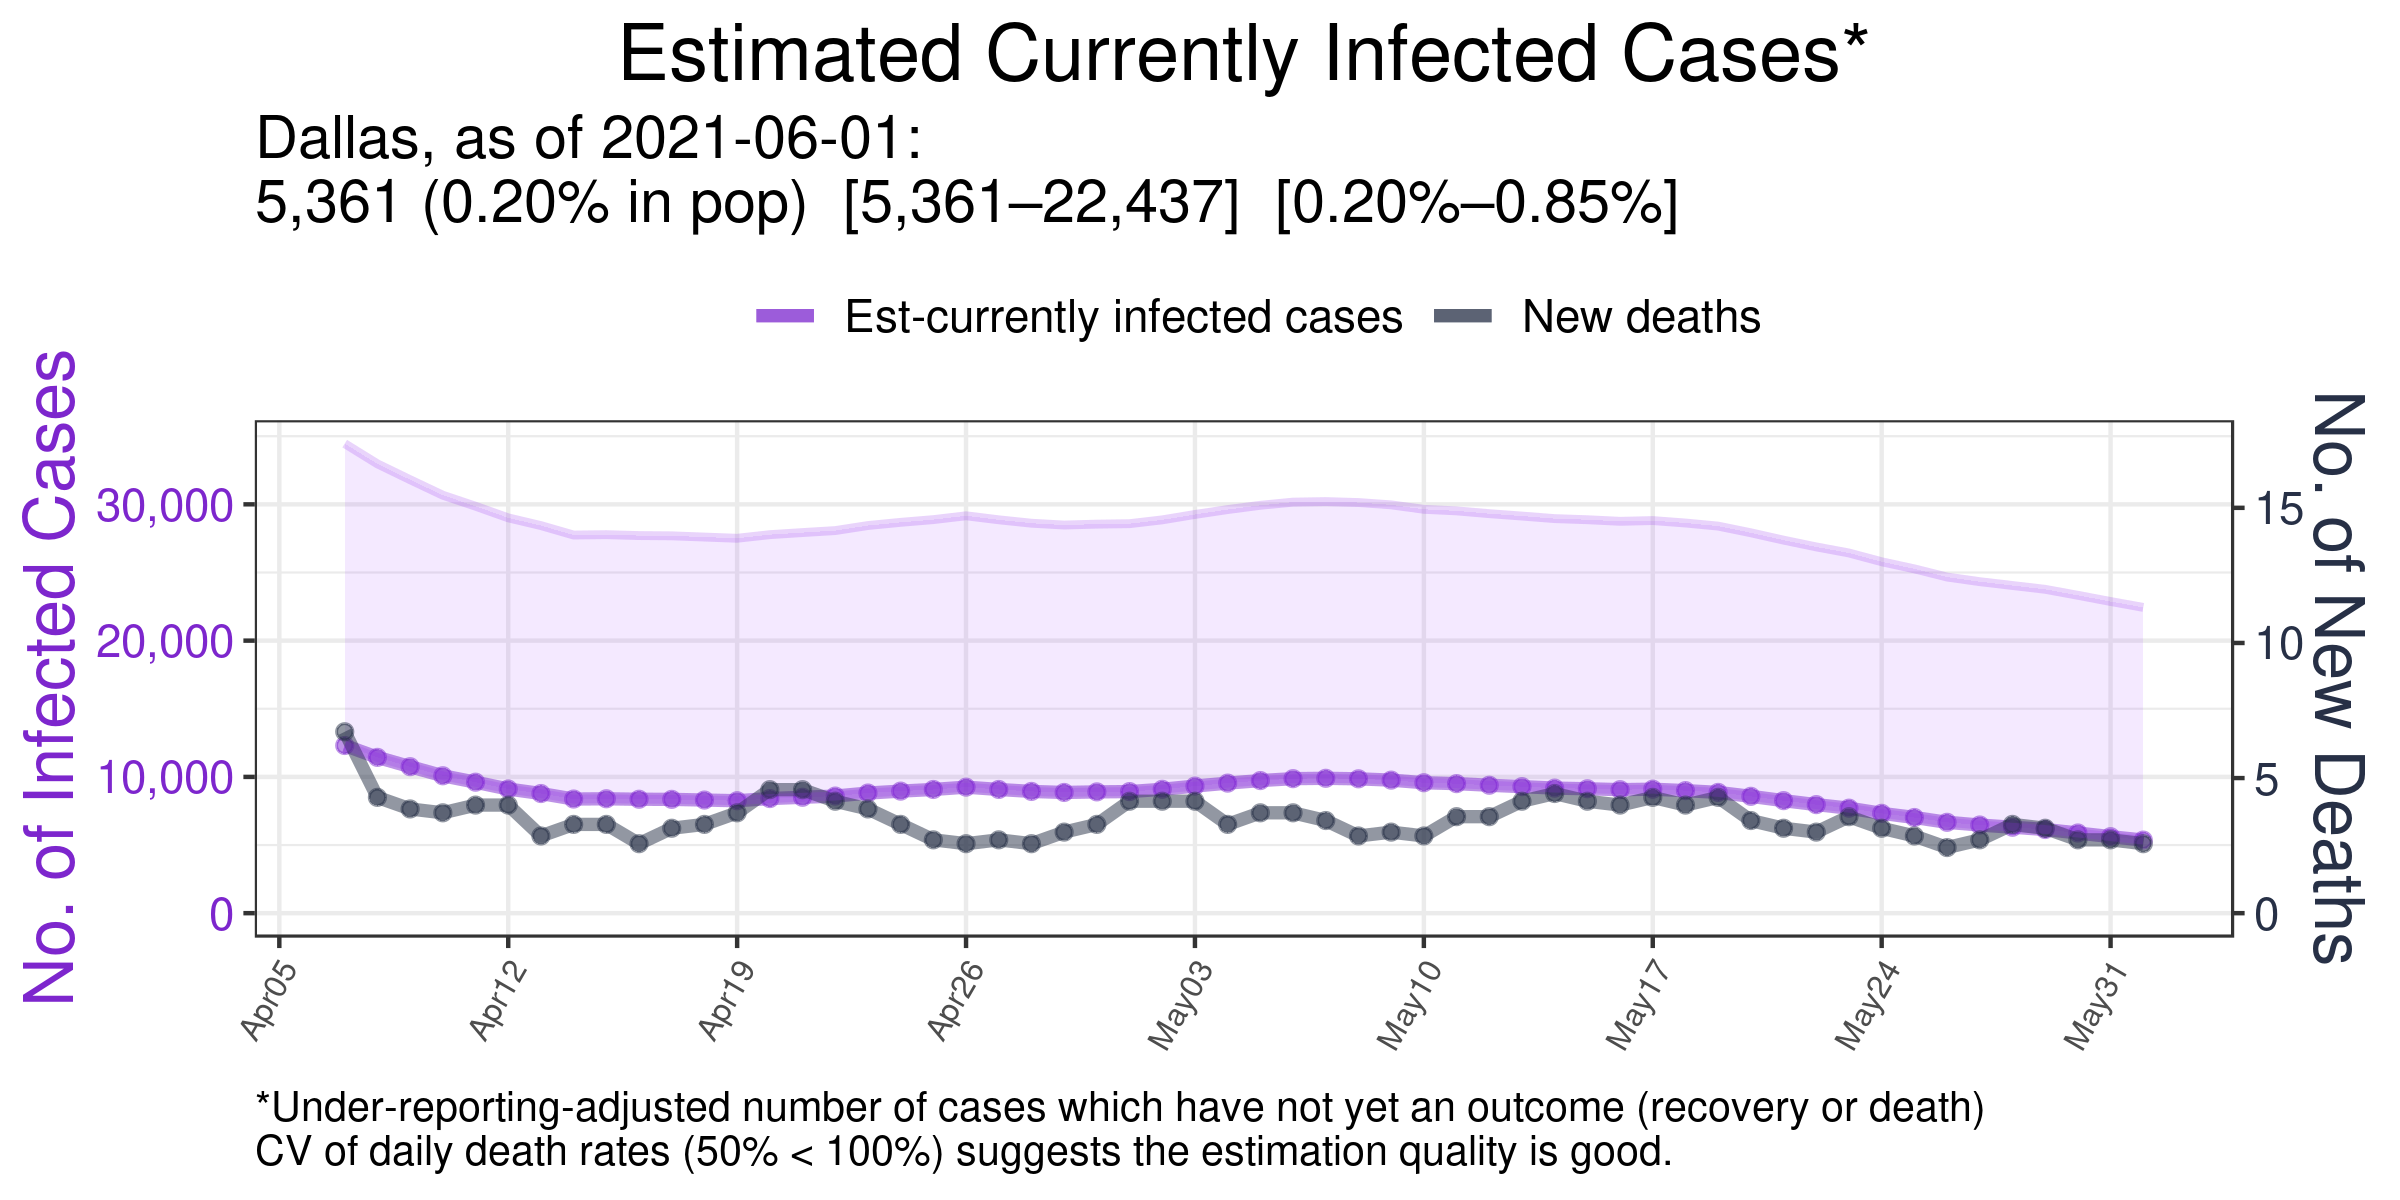 Estimated Currently Infected Cases*
Dallas, as of 2021-06-01:
5,361 (0.20% in pop)  [5,361–22,437]  [0.20%–0.85%]
Est-currently infected cases
New deaths
No. of Infected Cases
30,000
20,000
10,000
0
15
10
5
0
No. of New Deaths
Apr05
Apr12
Apr19
Apr26
May03
May10
May17
May24
May31
*Under-reporting-adjusted number of cases which have not yet an outcome (recovery or death)
CV of daily death rates (50% < 100%) suggests the estimation quality is good.